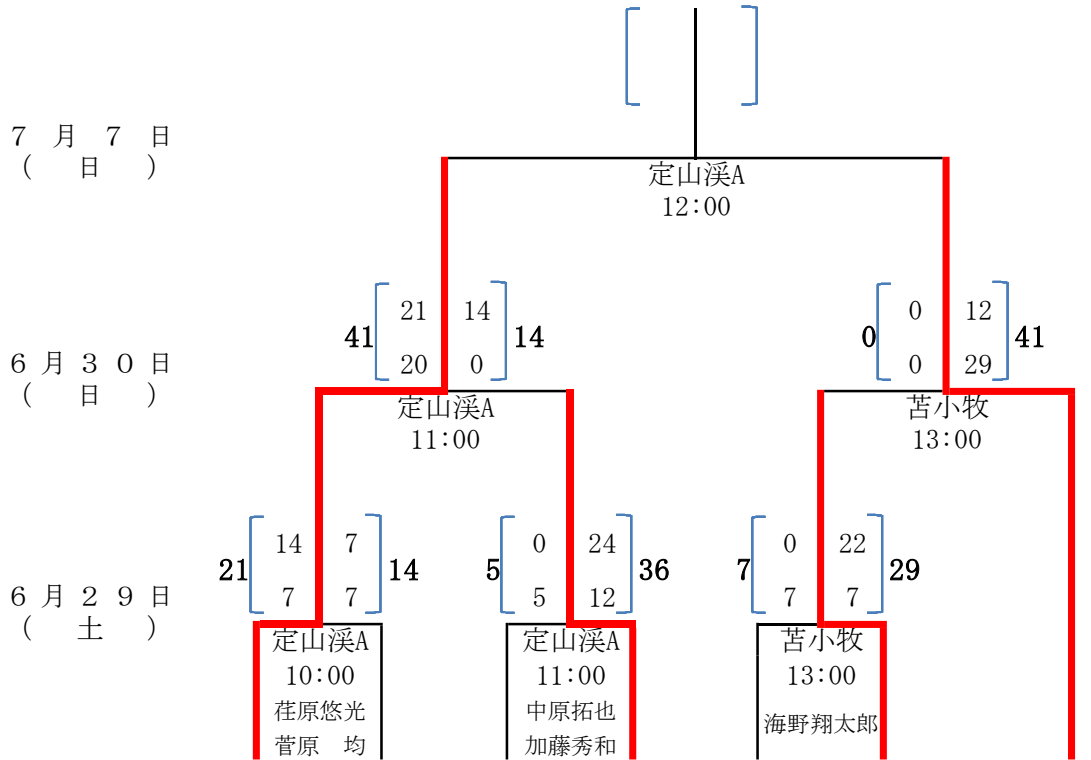 7 月 7 日
( 日 )
定山渓A
12:00
21 14
41 14
20 0
0 12
0 41
0 29
6 月 3 0 日
( 日 )
定山渓A
11:00
苫小牧
13:00
14 7
21 14
7 7
0 24
5 36
5 12
0 22
7 29
7 7
6 月 2 9 日
( 土 )
定山渓A
10:00
荏原悠光
菅原 均
定山渓A
11:00
中原拓也
加藤秀和
苫小牧
13:00
海野翔太郎